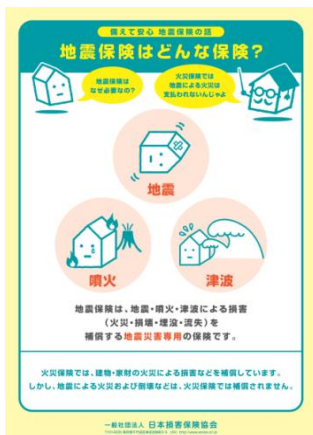 備えて安心 地震保険の話
地震保険はどんな保険?
地震保険は
なぜ必要なの?
火災保険では
地震による火災は
支払われないんじゃよ
地震
噴火
津波
地震保険は、地震・噴火・津波による損害
(火災・損壊・埋没・流失)を
補償する地震災害専用の保険です。
火災保険では、建物・家財の火災による損害などを補償しています。
しかし、地震による火災および倒壊などは、火災保険では補償されません。
一般社団法人 日本損害保険協会